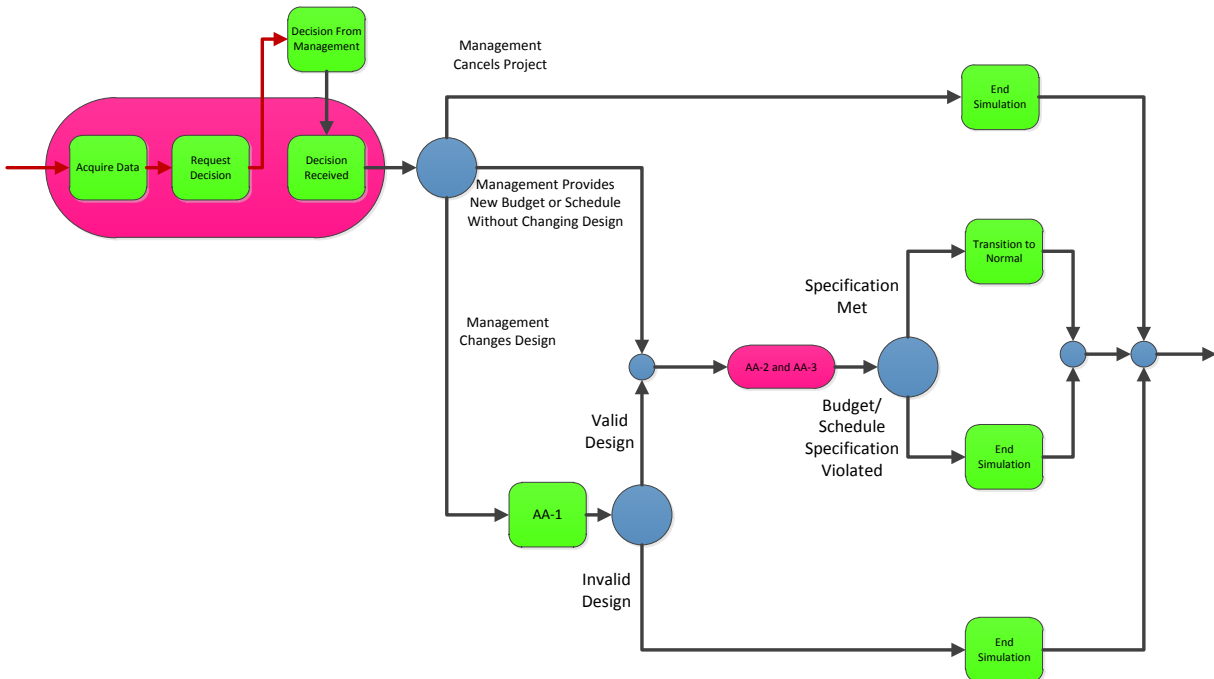 Decision From
Management
Management
Cancels Project
End
Simulation
Acquire Data
Request
Decision
Decision
Received
Management Provides
New Budget or Schedule
Without Changing Design
Transition to
Normal
Specification
Met
Management
Changes Design
AA-2 and AA-3
Budget/
Schedule
Specification
Violated
Valid
Design
End
Simulation
AA-1
Invalid
Design
End
Simulation